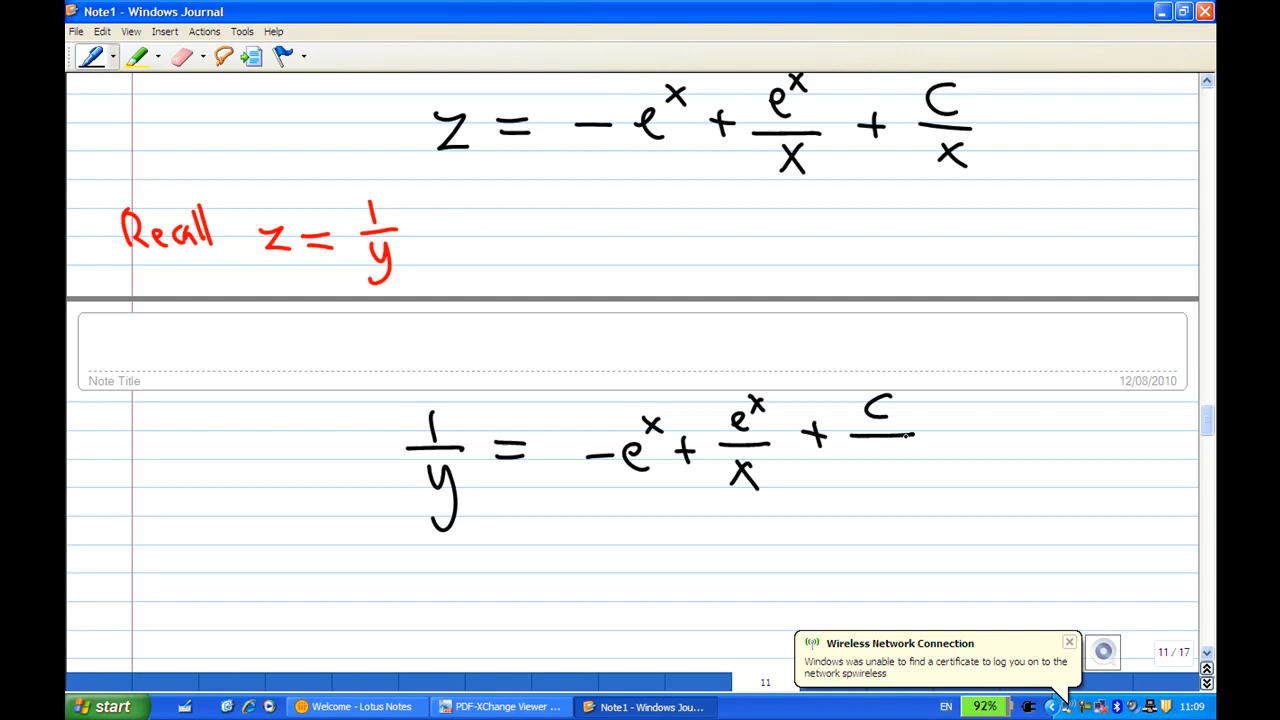 Note1 - Windows Journal
File Edit View Insert Actions Tools Help
z = - e^x + e^x/x + C/x
Recall z = 1/y
Note Title 12/08/2010
1/y = - e^x + e^x/x + C/
Wireless Network Connection
Windows was unable to find a certificate to log you on to the
network spwireless
11 / 17
11
start Welcome - Lotus Notes PDF-XChange Viewer ... Note1 - Windows Jou... EN 92% 11:09